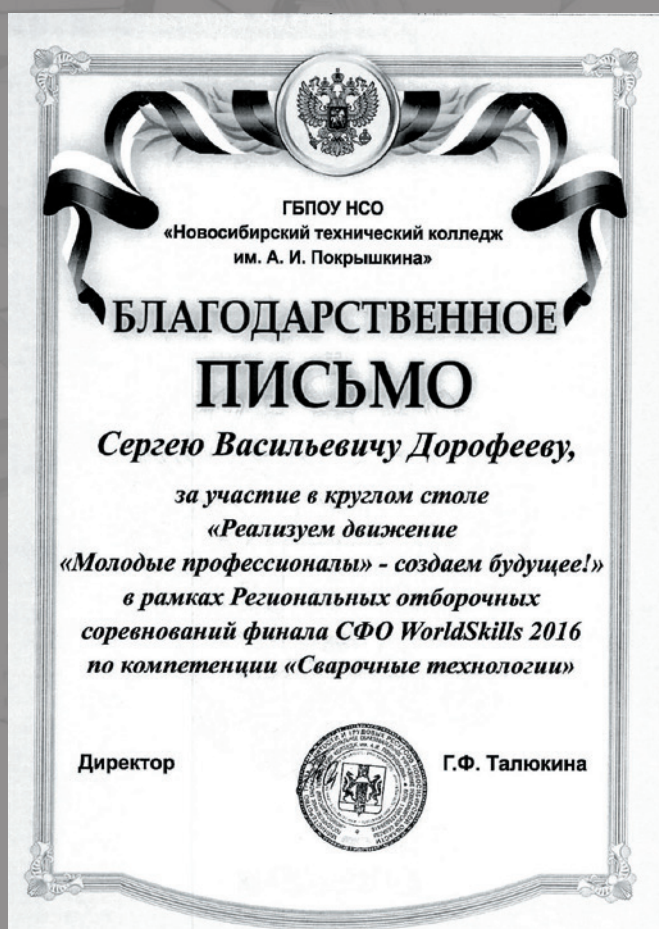 ГБПОУ НСО
«Новосибирский технический колледж
им. А. И. Покрышкина»
БЛАГОДАРСТВЕННОЕ
ПИСЬМО
Сергею Васильевичу Дорофееву,
за участие в круглом столе
«Реализуем движение
«Молодые профессионалы» - создаем будущее!»
в рамках Региональных отборочных
соревнований финала СФО WorldSkills 2016
по компетенции «Сварочные технологии»
Директор
Г.Ф. Талюкина